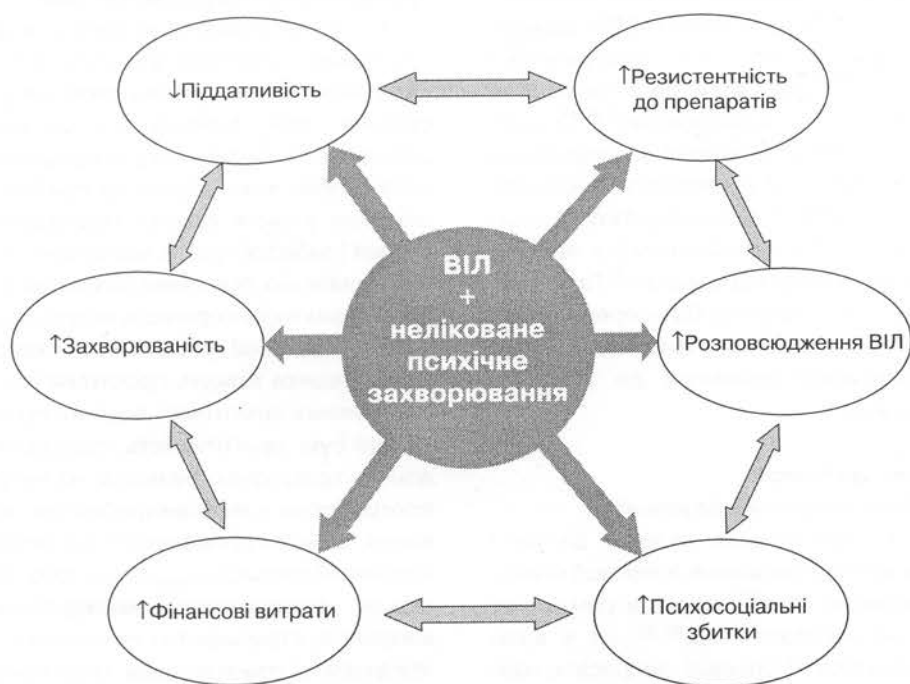 ↓Піддатливість
↑Резистентність
до препаратів
ВІЛ
+
неліковане
психічне
захворювання
↑Захворюваність
↑Розповсюдження ВІЛ
↑Фінансові витрати
↑Психосоціальні
збитки